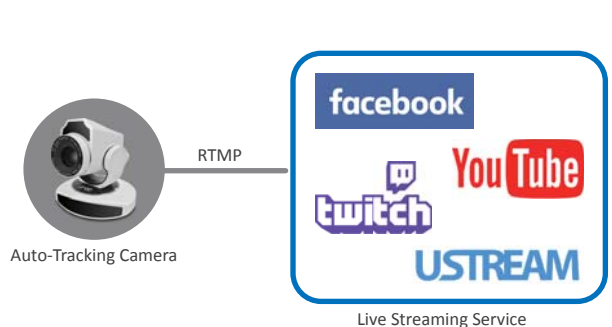 facebook
RTMP
YouTube
twitch
Auto-Tracking Camera
USTREAM
Live Streaming Service